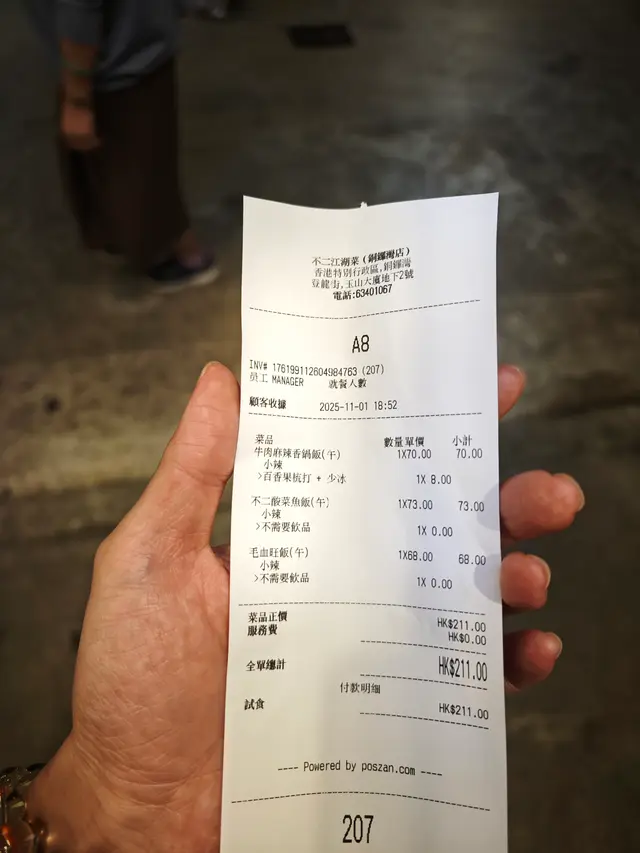 不二江湖菜(銅鑼灣店)
香港特別行政區,銅鑼灣
登龍街,玉山大廈地下2號
電話:63401067
A8
INV# 176199112604984763 (207)
員工 MANAGER 就餐人數
顧客收據 2025-11-01 18:52
菜品 數量單價 小計
牛肉麻辣香鍋飯(午) 1X70.00 70.00
小辣
>百香果梳打 + 少冰 1X 8.00
不二酸菜魚飯(午) 1X73.00 73.00
小辣
>不需要飲品 1X 0.00
毛血旺飯(午) 1X68.00 68.00
小辣
>不需要飲品 1X 0.00
菜品正價 HK$211.00
服務費 HK$0.00
全單總計 HK$211.00
付款明細
試食 HK$211.00
---- Powered by poszan.com ----
207